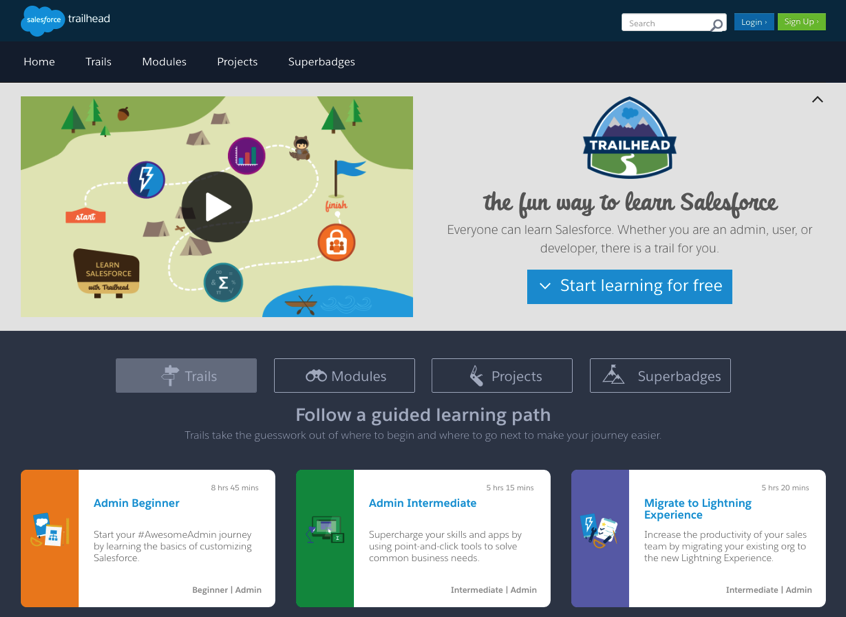 salesforce trailhead
Search
Login ›
Sign Up ›
Home Trails Modules Projects Superbadges
start
finish
LEARN
SALESFORCE
with Trailhead
Σ
TRAILHEAD
the fun way to learn Salesforce
Everyone can learn Salesforce. Whether you are an admin, user, or
developer, there is a trail for you.
Start learning for free
Trails Modules Projects Superbadges
Follow a guided learning path
Trails take the guesswork out of where to begin and where to go next to make your journey easier.
8 hrs 45 mins
Admin Beginner
Start your #AwesomeAdmin journey
by learning the basics of customizing
Salesforce.
Beginner | Admin
5 hrs 15 mins
Admin Intermediate
Supercharge your skills and apps by
using point-and-click tools to solve
common business needs.
Intermediate | Admin
5 hrs 20 mins
Migrate to Lightning
Experience
Increase the productivity of your sales
team by migrating your existing org to
the new Lightning Experience.
Intermediate | Admin